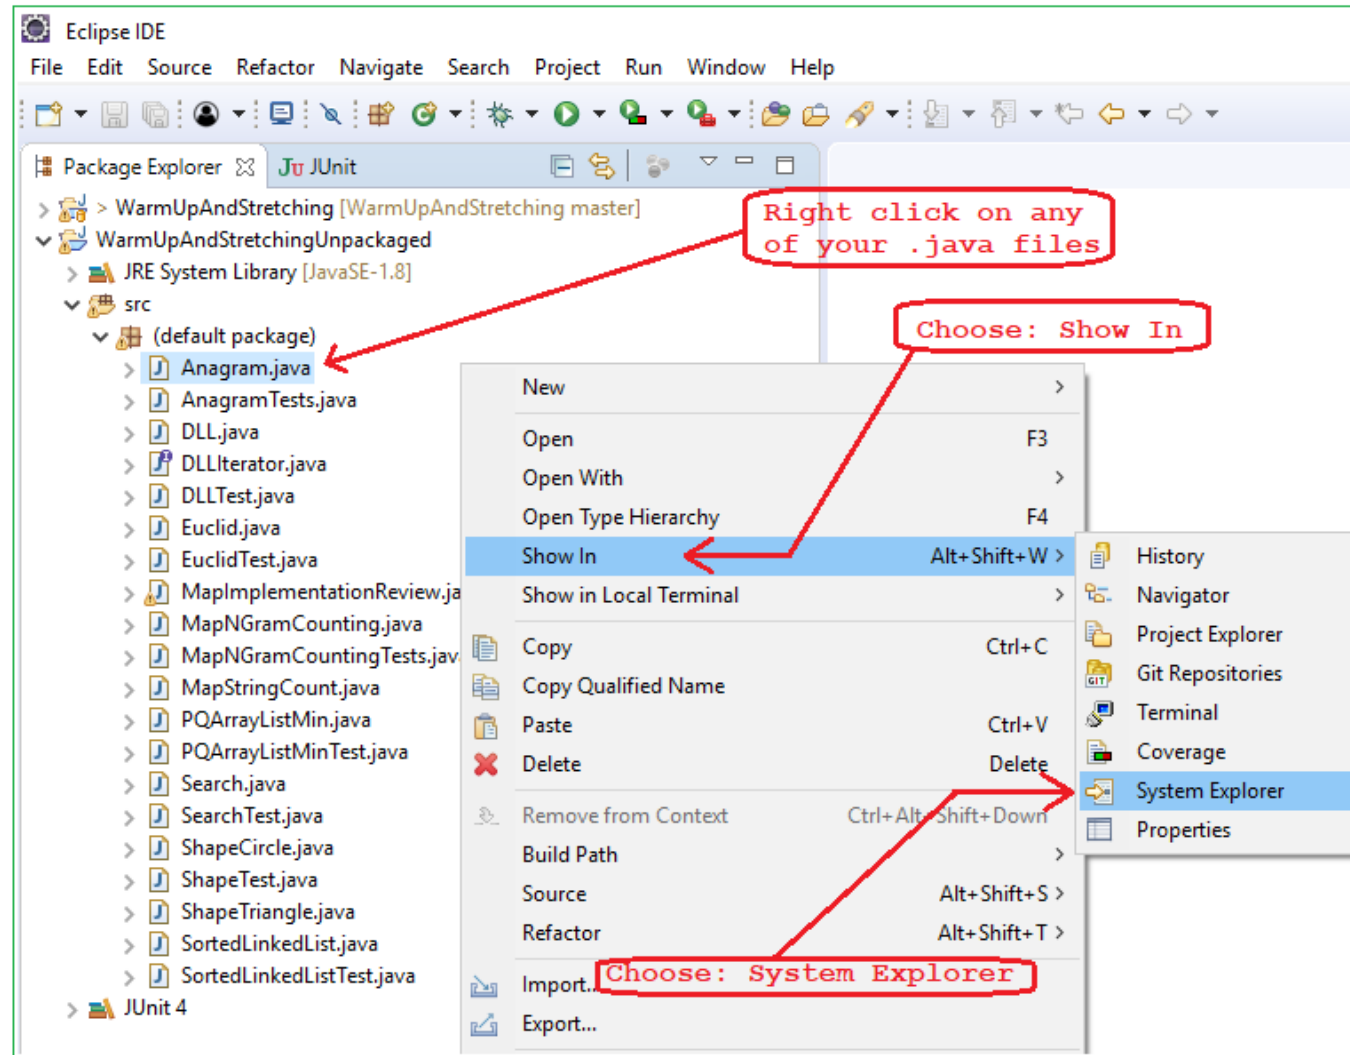 Eclipse IDE
File Edit Source Refactor Navigate Search Project Run Window Help
Package Explorer JUnit
> WarmUpAndStretching [WarmUpAndStretching master]
WarmUpAndStretchingUnpackaged
JRE System Library [JavaSE-1.8]
src
(default package)
Anagram.java
AnagramTests.java
DLL.java
DLLIterator.java
DLLTest.java
Euclid.java
EuclidTest.java
MapImplementationReview.ja
MapNGramCounting.java
MapNGramCountingTests.jav
MapStringCount.java
PQArrayListMin.java
PQArrayListMinTest.java
Search.java
SearchTest.java
ShapeCircle.java
ShapeTest.java
ShapeTriangle.java
SortedLinkedList.java
SortedLinkedListTest.java
JUnit 4
Right click on any
of your .java files
Choose: Show In
New
Open F3
Open With
Open Type Hierarchy F4
Show In Alt+Shift+W
Show in Local Terminal
Copy Ctrl+C
Copy Qualified Name
Paste Ctrl+V
Delete Delete
Remove from Context Ctrl+Alt+Shift+Down
Build Path
Source Alt+Shift+S
Refactor Alt+Shift+T
Import...
Export...
History
Navigator
Project Explorer
GIT Git Repositories
Terminal
Coverage
System Explorer
Properties
Choose: System Explorer